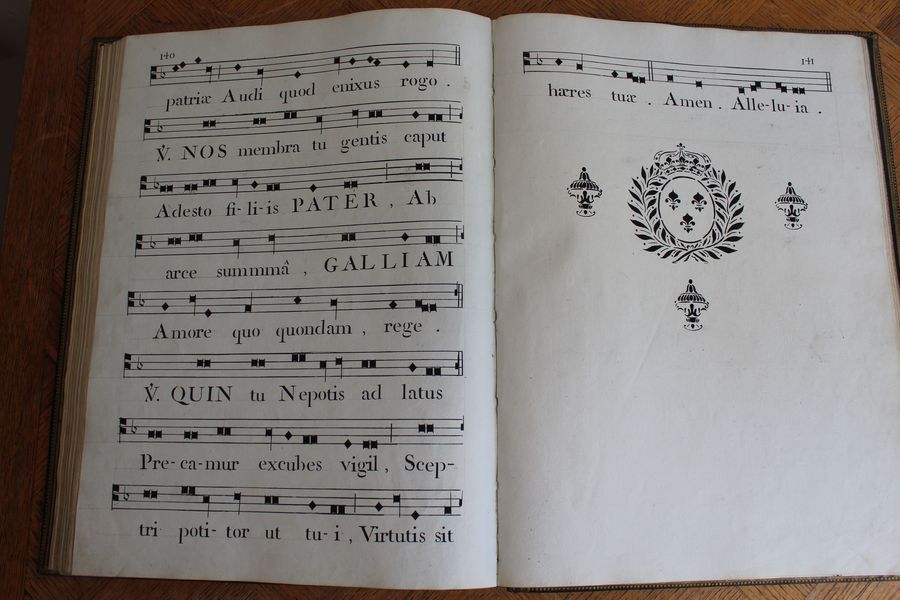 140
patriæ Audi quod enixus rogo .
℣. NOS membra tu gentis caput
Adesto fi-li-is PATER , Ab
arce summmâ , GALLIAM
Amore quo quondam , rege .
℣. QUIN tu Nepotis ad latus
Pre-ca-mur excubes vigil , Scep-
tri poti-tor ut tu-i , Virtutis sit
141
hæres tuæ . Amen . Alle-lu-ia .